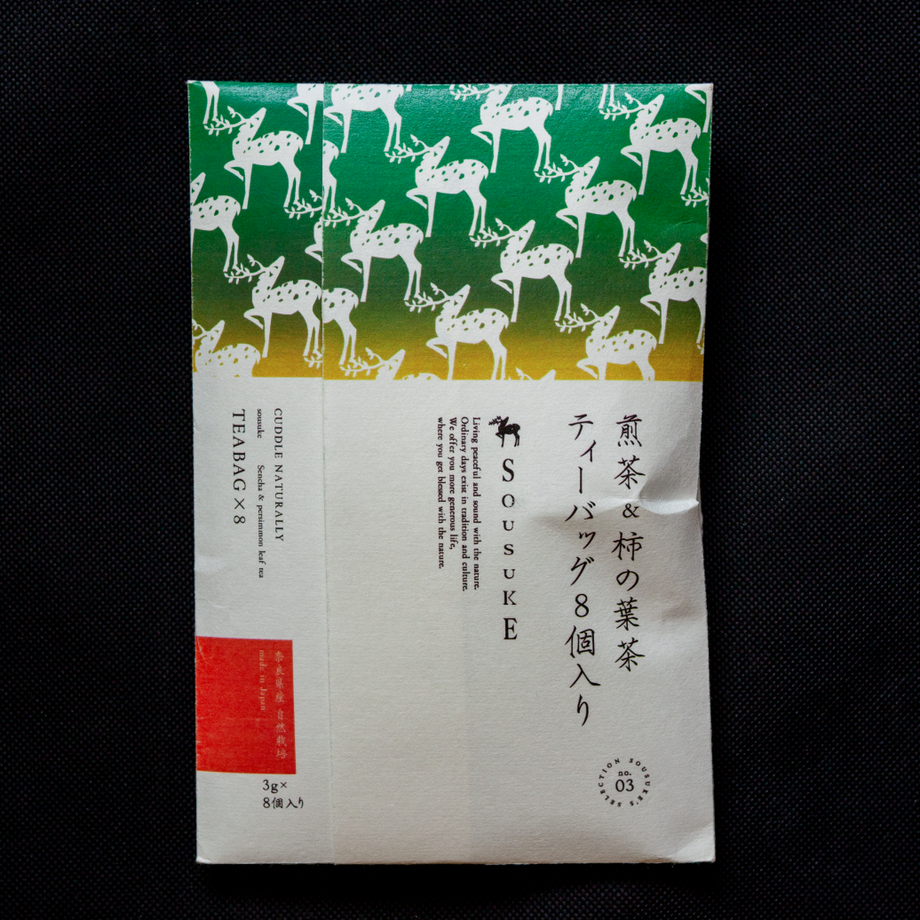 煎茶&柿の葉茶
ティーバッグ8個入り
SOUSUKE
Living peaceful and sound with the nature.
Ordinary days exist in tradition and culture.
We offer you more generous life,
where you get blessed with the nature.
SOUSUKE'S SELECTION
no.
03
CUDDLE NATURALLY
sousuke Sencha & persimmon leaf tea
TEABAG×8
奈良県産 自然栽培
made in Japan
3g×
8個入り